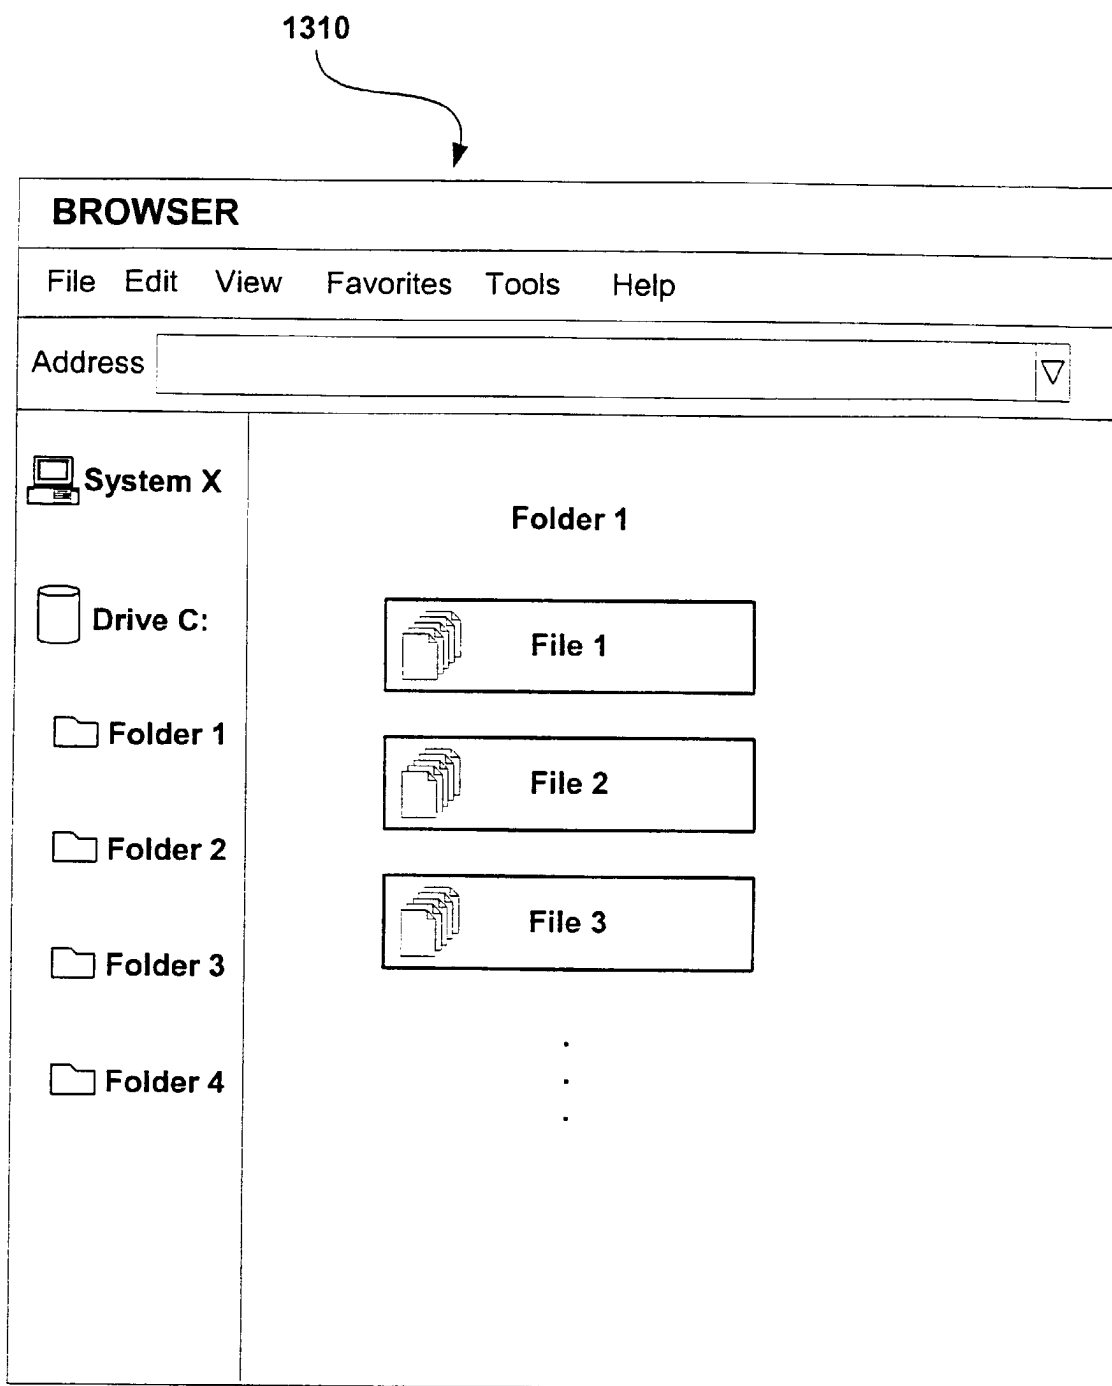 1310
BROWSER
File Edit View Favorites Tools Help
Address
System X
Drive C:
Folder 1
Folder 2
Folder 3
Folder 4
Folder 1
File 1
File 2
File 3